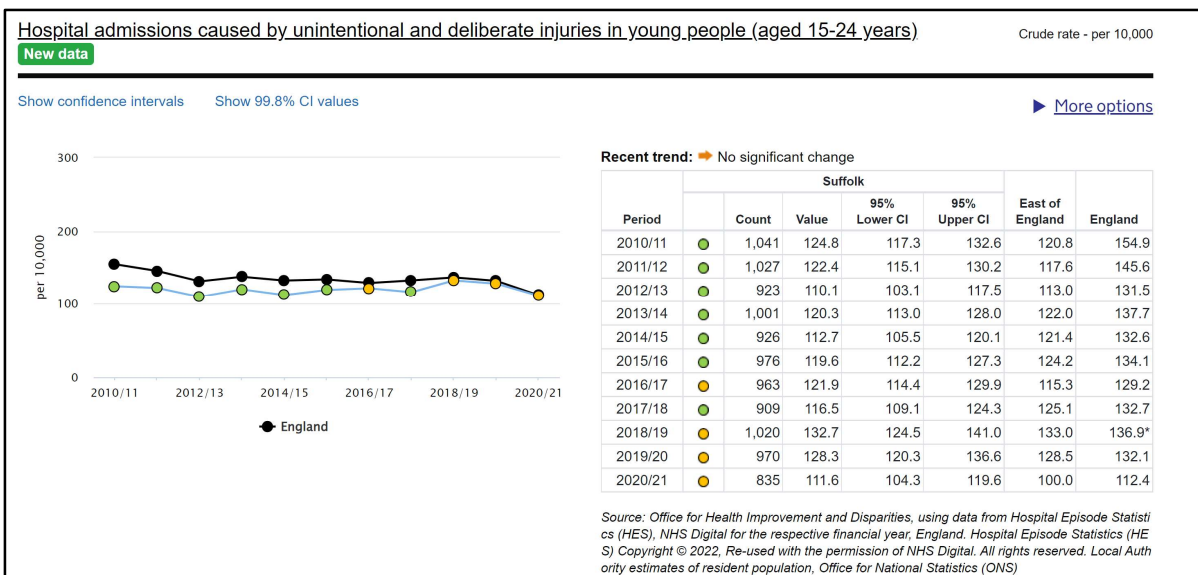 Hospital admissions caused by unintentional and deliberate injuries in young people (aged 15-24 years)
Crude rate - per 10,000
New data
Show confidence intervals Show 99.8% CI values
More options
300
200
100
0
per 10,000
2010/11 2012/13 2014/15 2016/17 2018/19 2020/21
England
Recent trend: No significant change
Suffolk
Period Count Value 95% Lower CI 95% Upper CI East of England England
2010/11 1,041 124.8 117.3 132.6 120.8 154.9
2011/12 1,027 122.4 115.1 130.2 117.6 145.6
2012/13 923 110.1 103.1 117.5 113.0 131.5
2013/14 1,001 120.3 113.0 128.0 122.0 137.7
2014/15 926 112.7 105.5 120.1 121.4 132.6
2015/16 976 119.6 112.2 127.3 124.2 134.1
2016/17 963 121.9 114.4 129.9 115.3 129.2
2017/18 909 116.5 109.1 124.3 125.1 132.7
2018/19 1,020 132.7 124.5 141.0 133.0 136.9*
2019/20 970 128.3 120.3 136.6 128.5 132.1
2020/21 835 111.6 104.3 119.6 100.0 112.4
Source: Office for Health Improvement and Disparities, using data from Hospital Episode Statisti
cs (HES), NHS Digital for the respective financial year, England. Hospital Episode Statistics (HE
S) Copyright © 2022, Re-used with the permission of NHS Digital. All rights reserved. Local Auth
ority estimates of resident population, Office for National Statistics (ONS)